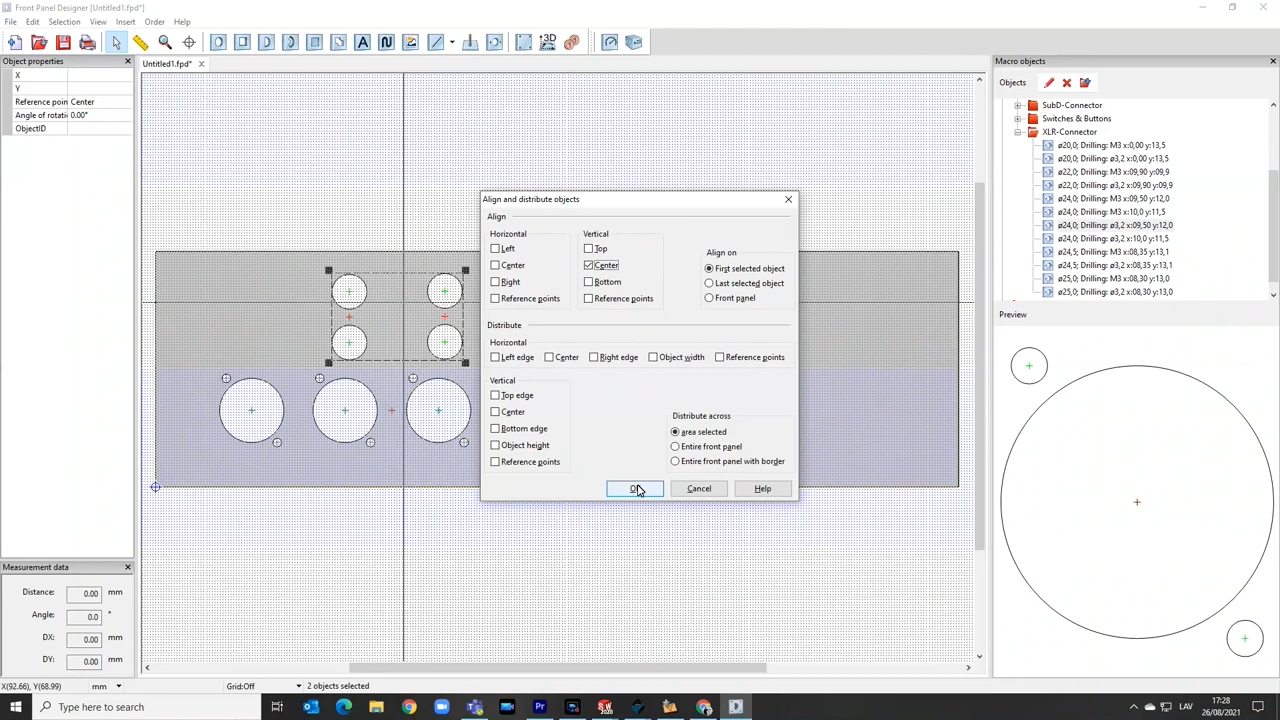 Front Panel Designer [Untitled1.fpd*]
File Edit Selection View Insert Order Help
Object properties
X
Y
Reference poin Center
Angle of rotatio 0.00°
ObjectID
Untitled1.fpd*
Align and distribute objects
Align
Horizontal
Left
Center
Right
Reference points
Vertical
Top
Center
Bottom
Reference points
Align on
First selected object
Last selected object
Front panel
Distribute
Horizontal
Left edge Center Right edge Object width Reference points
Vertical
Top edge
Center
Bottom edge
Object height
Reference points
Distribute across
area selected
Entire front panel
Entire front panel with border
Cancel Help
Macro objects
Objects
SubD-Connector
Switches & Buttons
XLR-Connector
ø20,0; Drilling: M3 x:0,00 y:13,5
ø20,0; Drilling: ø3,2 x:0,00 y:13,5
ø22,0; Drilling: M3 x:09,90 y:09,9
ø22,0; Drilling: ø3,2 x:09,90 y:09,9
ø24,0; Drilling: M3 x:09,50 y:12,0
ø24,0; Drilling: M3 x:10,0 y:11,5
ø24,0; Drilling: ø3,2 x:09,50 y:12,0
ø24,0; Drilling: ø3,2 x:10,0 y:11,5
ø24,5; Drilling: M3 x:08,35 y:13,1
ø24,5; Drilling: ø3,2 x:08,35 y:13,1
ø25,0; Drilling: M3 x:08,30 y:13,0
ø25,0; Drilling: ø3,2 x:08,30 y:13,0
Preview
Measurement data
Distance: 0.00 mm
Angle: 0.0 °
DX: 0.00 mm
DY: 0.00 mm
X(92.66), Y(68.99) mm Grid:Off 2 objects selected
Type here to search
LAV
17:28
26/08/2021